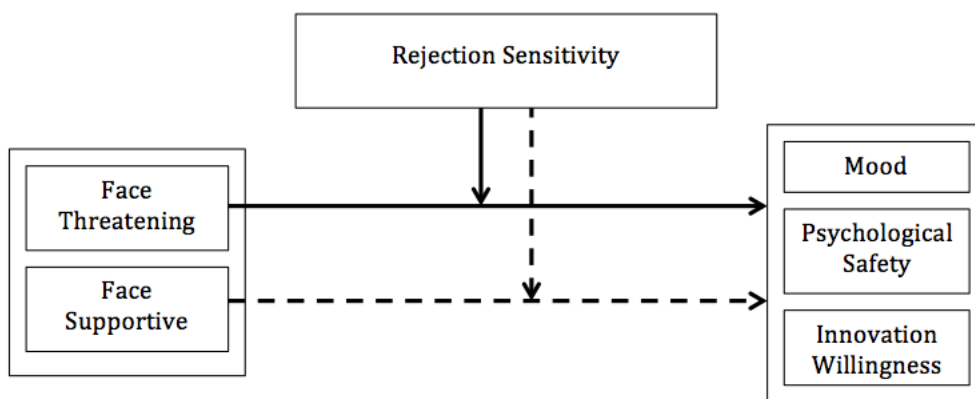 Rejection Sensitivity
Face
Threatening
Face
Supportive
Mood
Psychological
Safety
Innovation
Willingness